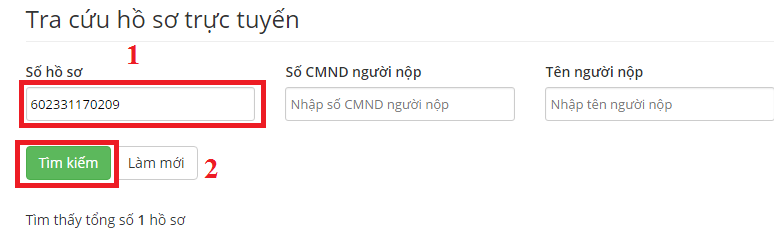 Tra cứu hồ sơ trực tuyến
1
Số hồ sơ Số CMND người nộp Tên người nộp
602331170209 Nhập số CMND người nộp Nhập tên người nộp
Tìm kiếm Làm mới 2
Tìm thấy tổng số 1 hồ sơ